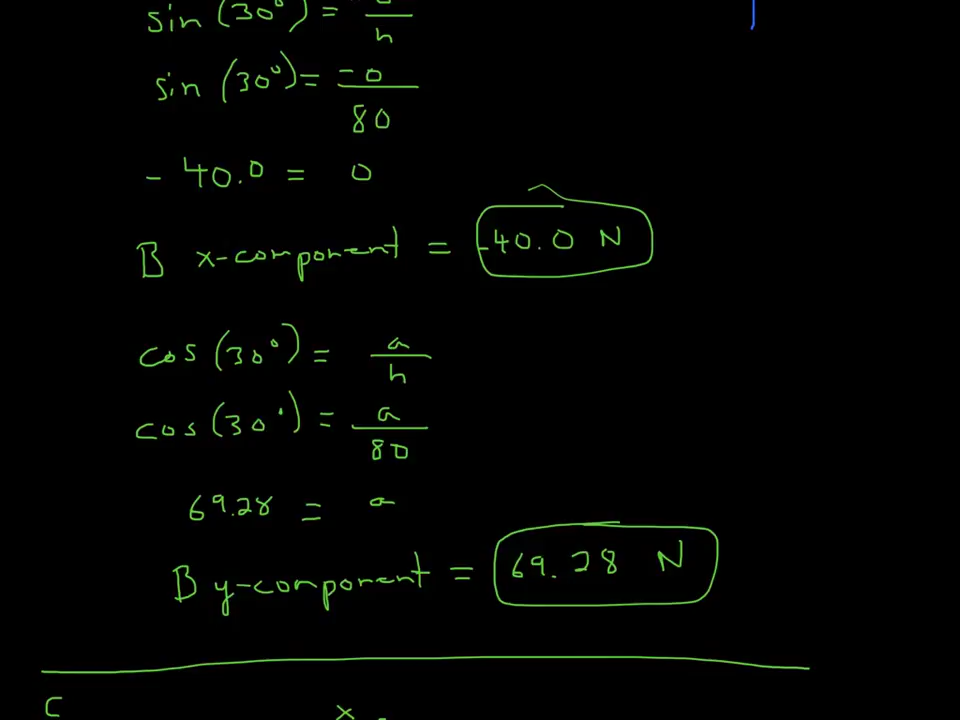 sin (30°) = o/h
sin (30°) = -o/80
- 40.0 = o
B x-component = -40.0 N
cos (30°) = a/h
cos (30°) = a/80
69.28 = a
B y-component = 69.28 N
C x